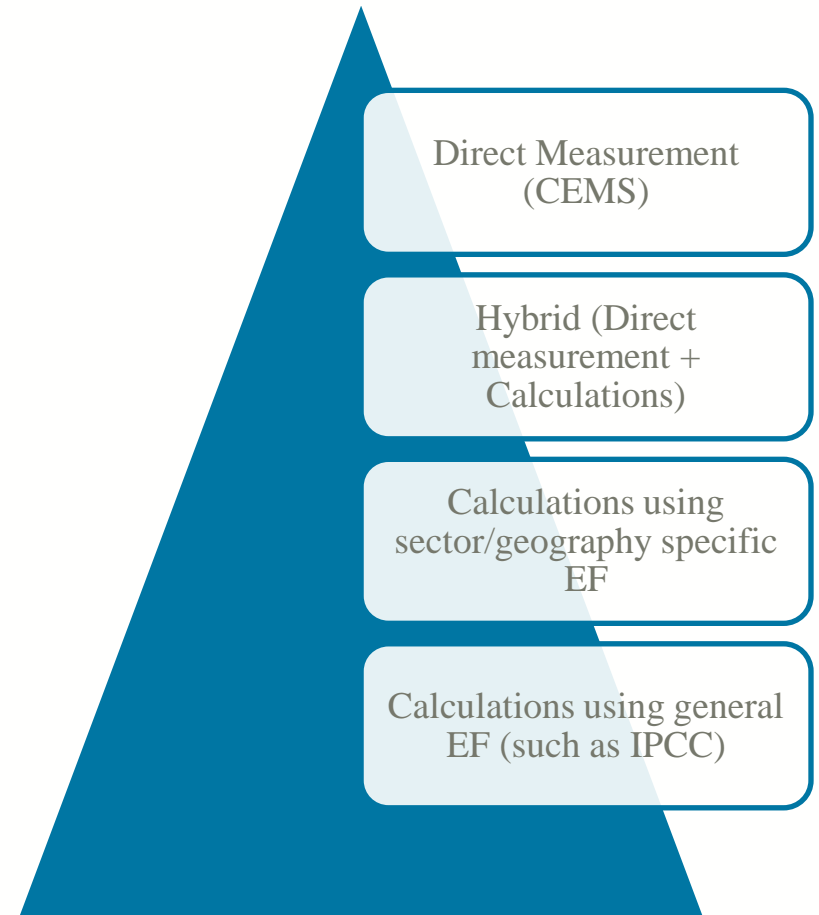 Direct Measurement
(CEMS)
Hybrid (Direct
measurement +
Calculations)
Calculations using
sector/geography specific
EF
Calculations using general
EF (such as IPCC)